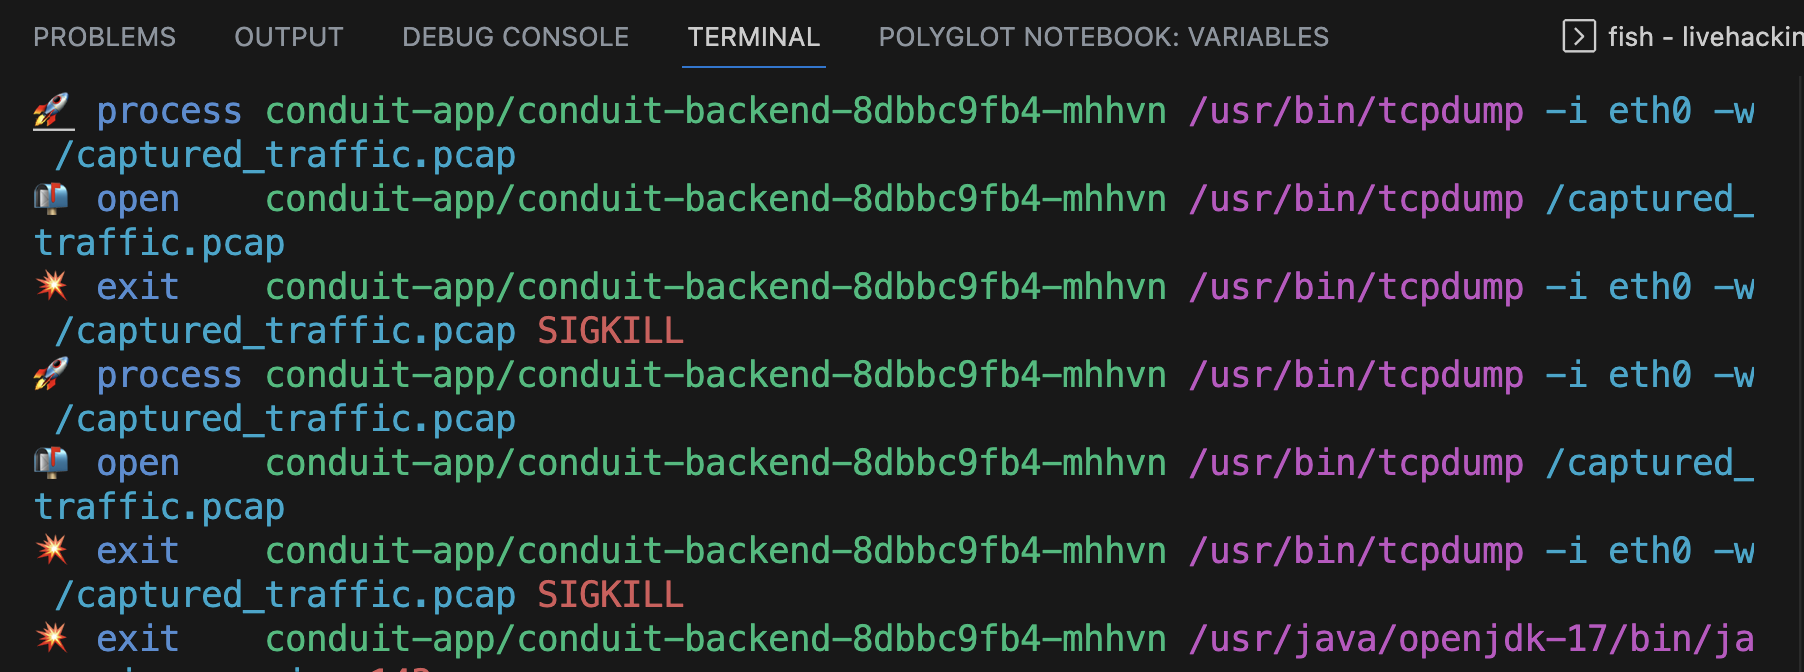 PROBLEMS OUTPUT DEBUG CONSOLE TERMINAL POLYGLOT NOTEBOOK: VARIABLES fish - livehackin
🚀 process conduit-app/conduit-backend-8dbbc9fb4-mhhvn /usr/bin/tcpdump -i eth0 -w
/captured_traffic.pcap
📬 open conduit-app/conduit-backend-8dbbc9fb4-mhhvn /usr/bin/tcpdump /captured_
traffic.pcap
💥 exit conduit-app/conduit-backend-8dbbc9fb4-mhhvn /usr/bin/tcpdump -i eth0 -w
/captured_traffic.pcap SIGKILL
🚀 process conduit-app/conduit-backend-8dbbc9fb4-mhhvn /usr/bin/tcpdump -i eth0 -w
/captured_traffic.pcap
📬 open conduit-app/conduit-backend-8dbbc9fb4-mhhvn /usr/bin/tcpdump /captured_
traffic.pcap
💥 exit conduit-app/conduit-backend-8dbbc9fb4-mhhvn /usr/bin/tcpdump -i eth0 -w
/captured_traffic.pcap SIGKILL
💥 exit conduit-app/conduit-backend-8dbbc9fb4-mhhvn /usr/java/openjdk-17/bin/ja